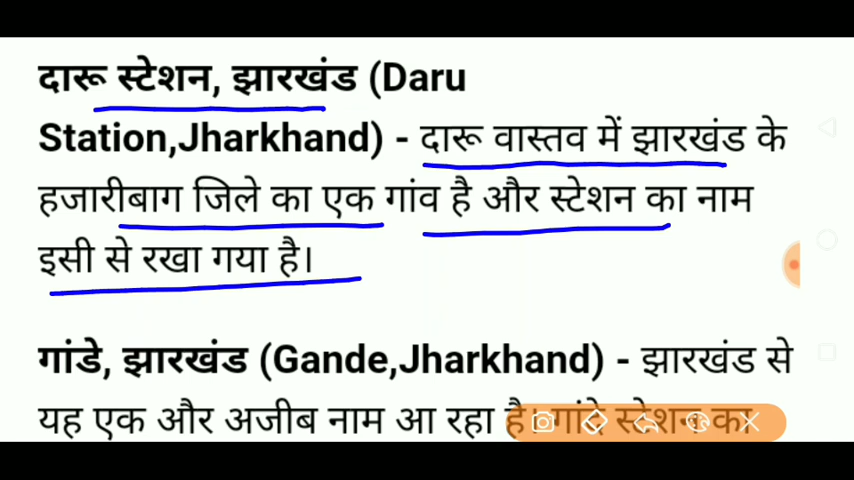 दारू स्टेशन, झारखंड (Daru
Station,Jharkhand) - दारू वास्तव में झारखंड के
हजारीबाग जिले का एक गांव है और स्टेशन का नाम
इसी से रखा गया है।
गांडे, झारखंड (Gande,Jharkhand) - झारखंड से
यह एक और अजीब नाम आ रहा है। गांदे स्टेशन का